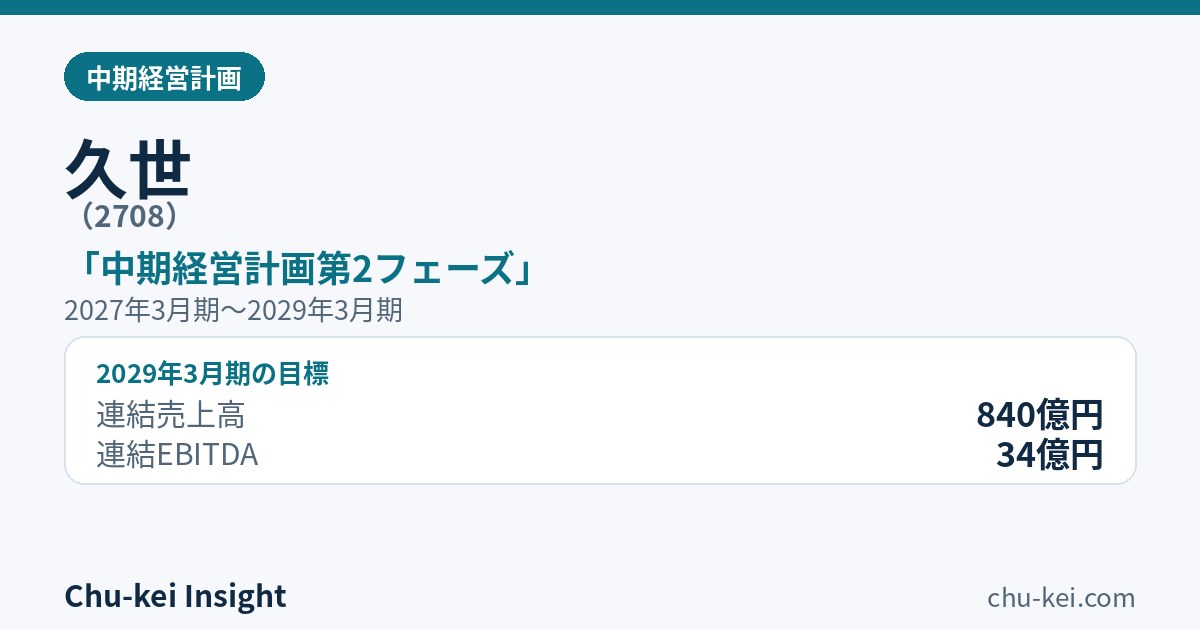 中期経営計画
久世
（2708）
「中期経営計画第2フェーズ」
2027年3月期～2029年3月期
2029年3月期の目標
連結売上高 840億円
連結EBITDA 34億円
Chu-kei Insight chu-kei.com